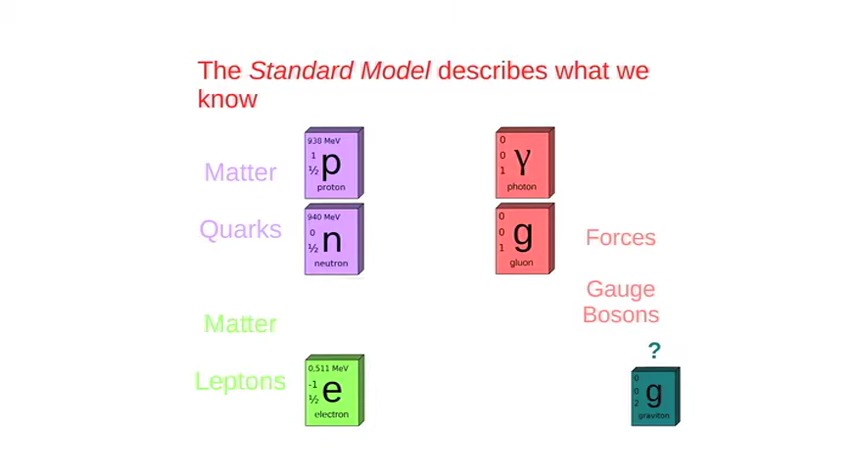 The Standard Model describes what we
know
Matter
Quarks
938 MeV
1
½
p
proton
940 MeV
0
½
n
neutron
0
0
1
γ
photon
0
0
1
g
gluon
Forces
Gauge
Bosons
Matter
Leptons
0.511 MeV
-1
½
e
electron
?
0
0
2
g
graviton